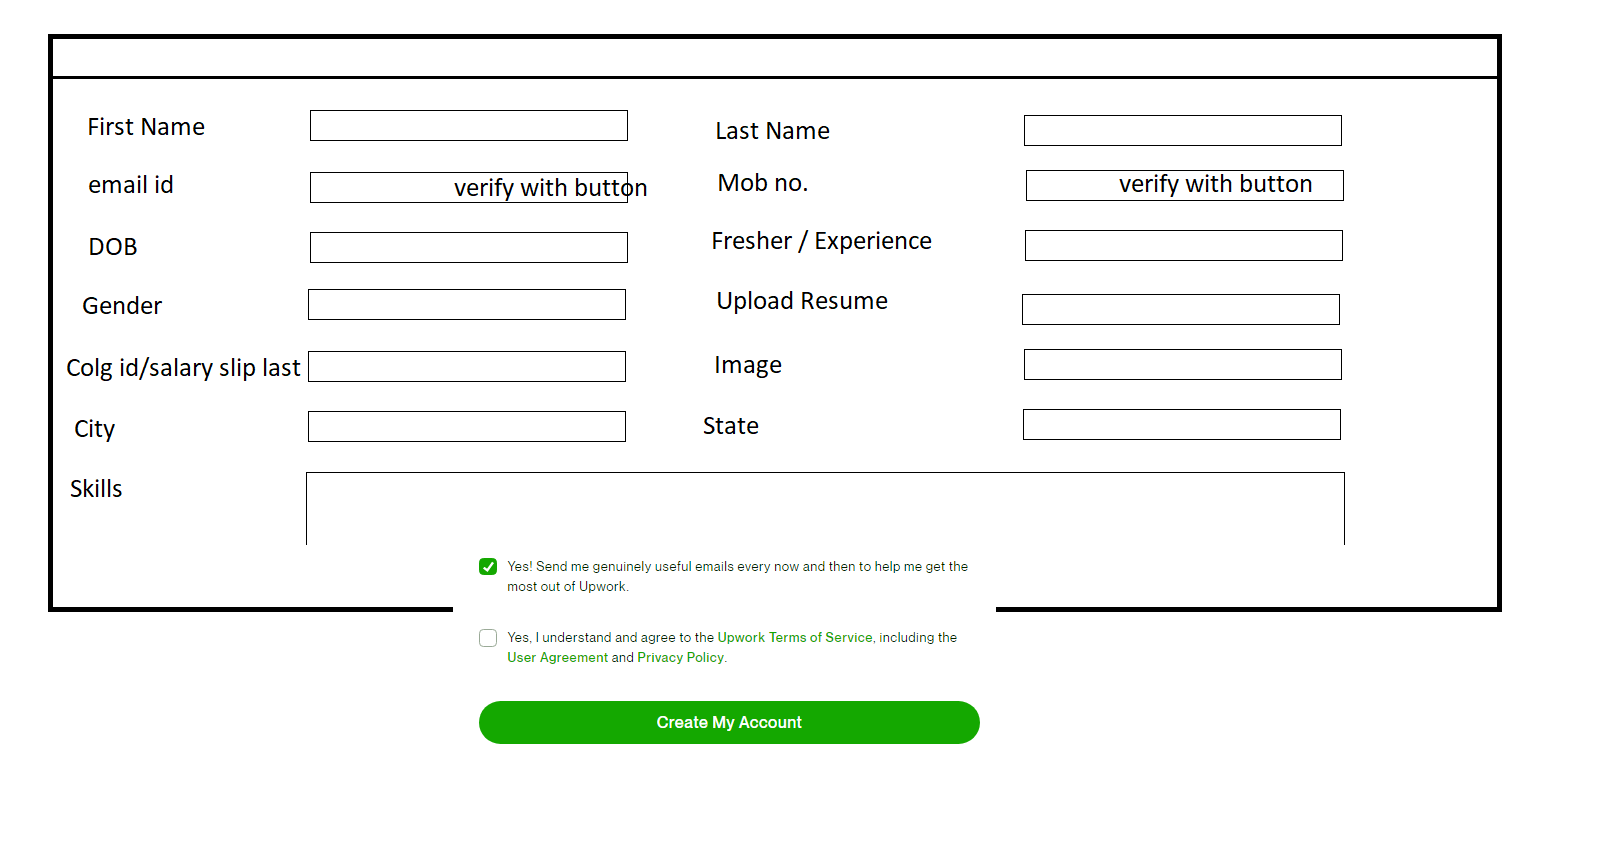 First Name
Last Name
email id
verify with button
Mob no.
verify with button
DOB
Fresher / Experience
Gender
Upload Resume
Colg id/salary slip last
Image
City
State
Skills
Yes! Send me genuinely useful emails every now and then to help me get the
most out of Upwork.
Yes, I understand and agree to the Upwork Terms of Service, including the
User Agreement and Privacy Policy.
Create My Account